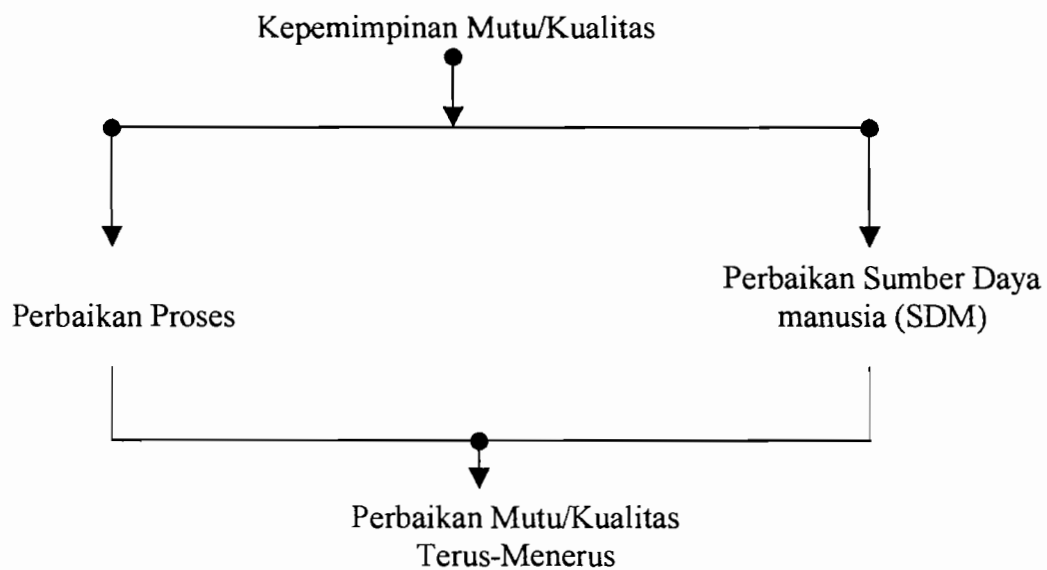 Kepemimpinan Mutu/Kualitas
Perbaikan Proses
Perbaikan Sumber Daya
manusia (SDM)
Perbaikan Mutu/Kualitas
Terus-Menerus